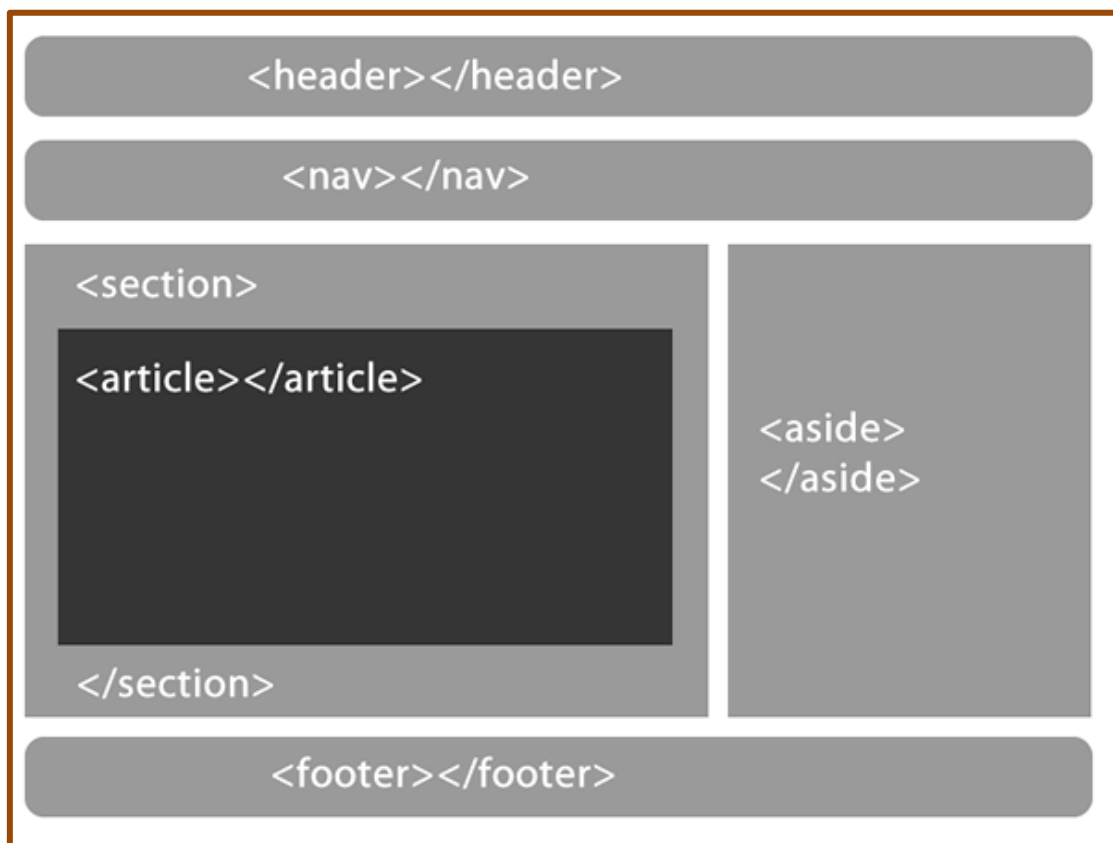 <header></header>
<nav></nav>
<section>
<article></article>
</section>
<aside>
</aside>
<footer></footer>